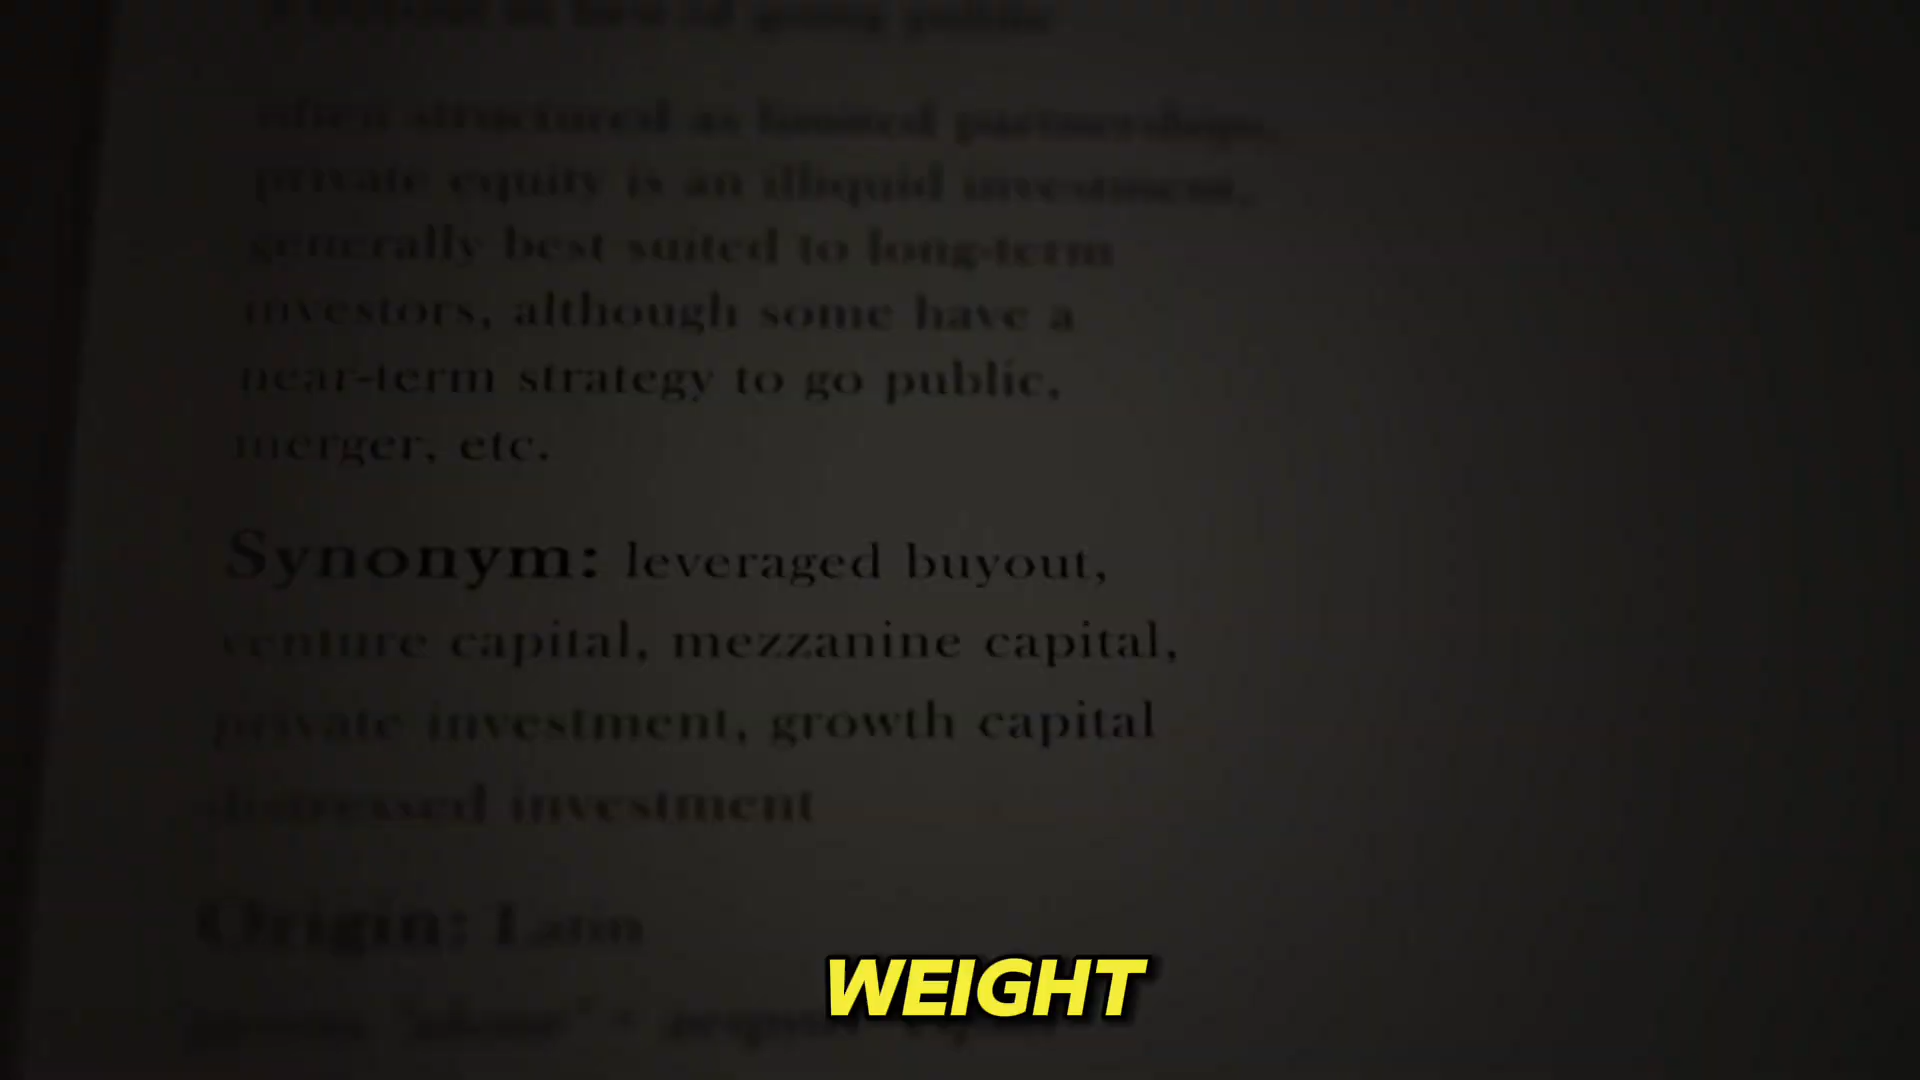 often structured as limited partnerships,
private equity is an illiquid investment,
generally best suited to long-term
investors, although some have a
near-term strategy to go public,
merger, etc.
Synonym: leveraged buyout,
venture capital, mezzanine capital,
private investment, growth capital
distressed investment
Origin: Latin
WEIGHT